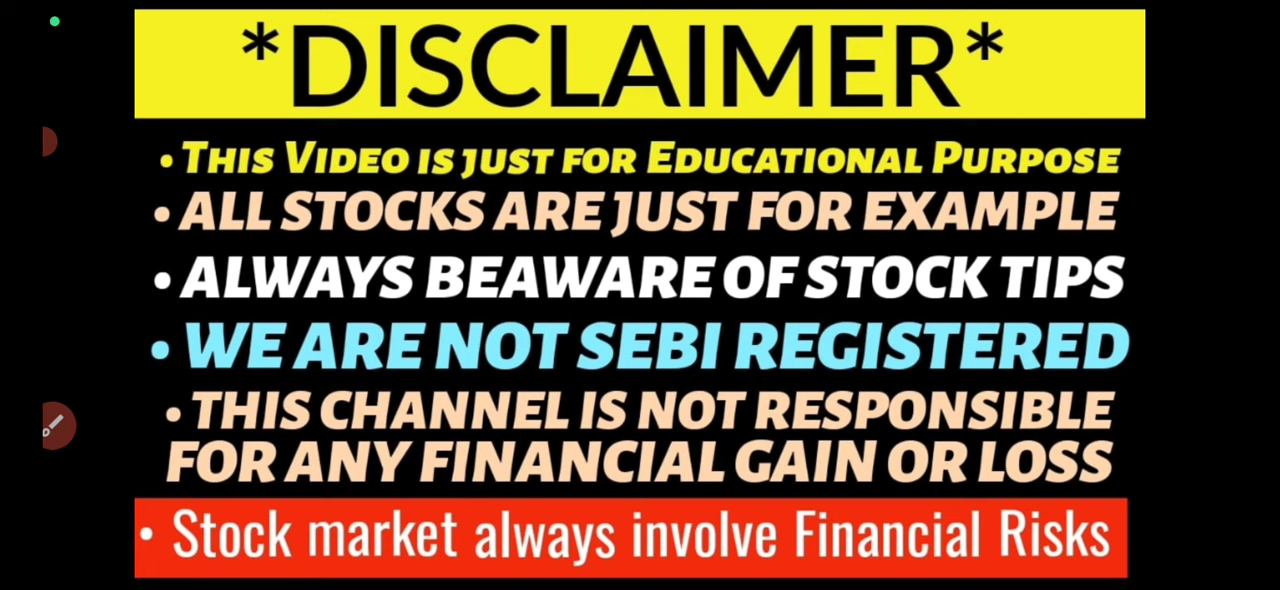 *DISCLAIMER*
• THIS VIDEO IS JUST FOR EDUCATIONAL PURPOSE
• ALL STOCKS ARE JUST FOR EXAMPLE
• ALWAYS BEAWARE OF STOCK TIPS
• WE ARE NOT SEBI REGISTERED
• THIS CHANNEL IS NOT RESPONSIBLE
FOR ANY FINANCIAL GAIN OR LOSS
• Stock market always involve Financial Risks